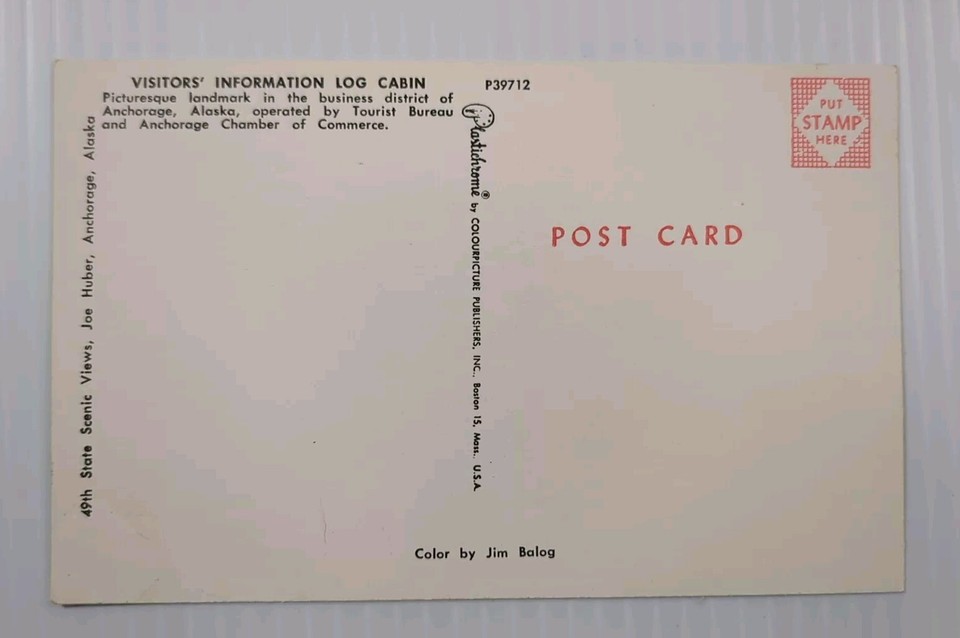 VISITORS' INFORMATION LOG CABIN
Picturesque landmark in the business district of
Anchorage, Alaska, operated by Tourist Bureau
and Anchorage Chamber of Commerce.
P39712
49th State Scenic Views, Joe Huber, Anchorage, Alaska
Plastichrome® by COLOURPICTURE PUBLISHERS, INC., Boston 15, Mass. U.S.A.
PUT
STAMP
HERE
POST CARD
Color by Jim Balog